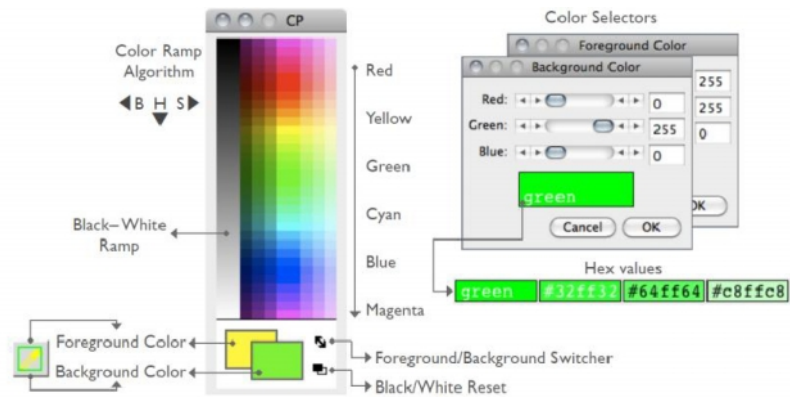 CP
Color Ramp
Algorithm
B H S
Red
Yellow
Green
Cyan
Blue
Magenta
Black–White
Ramp
Foreground Color
Background Color
Foreground/Background Switcher
Black/White Reset
Color Selectors
Foreground Color
255
255
0
OK
Background Color
Red: 0
Green: 255
Blue: 0
green
Cancel OK
Hex values
green #32ff32 #64ff64 #c8ffc8